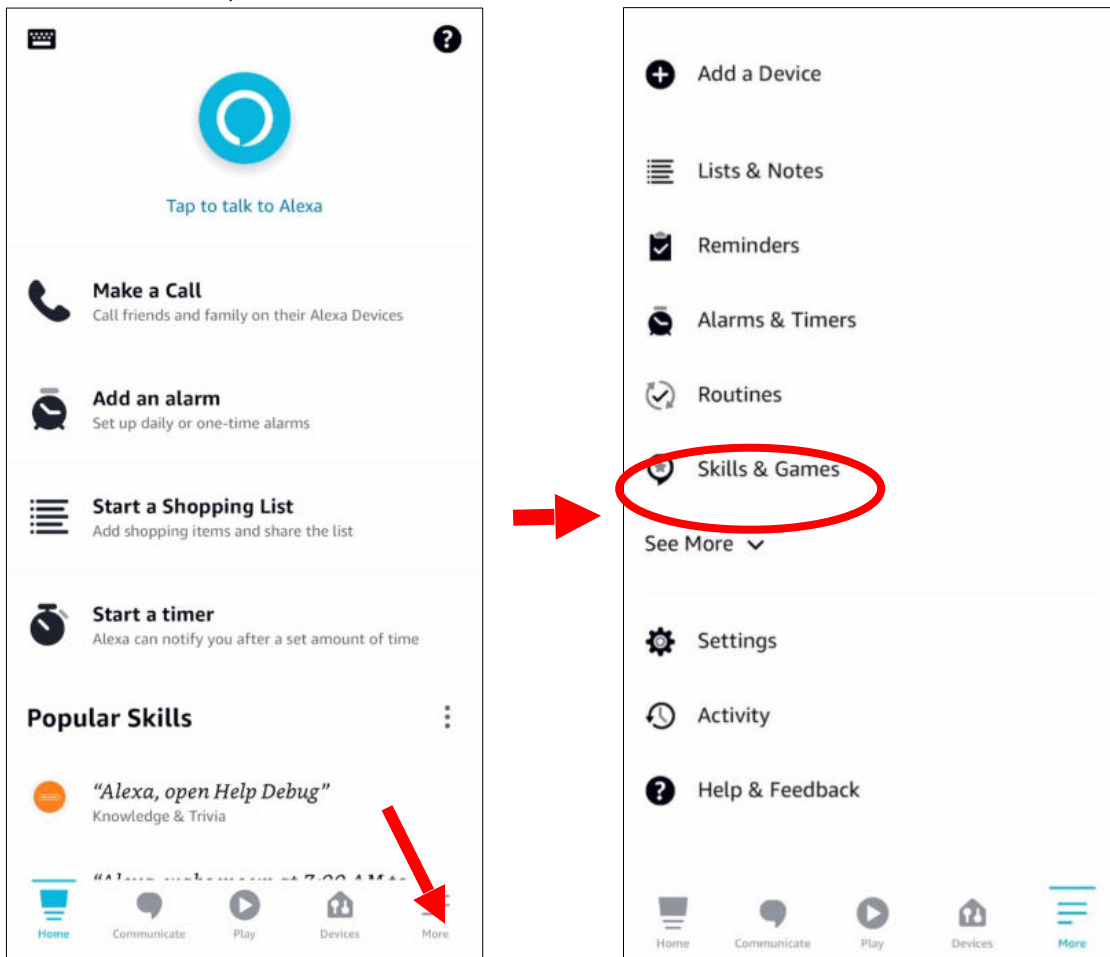 Tap to talk to Alexa
Make a Call
Call friends and family on their Alexa Devices
Add an alarm
Set up daily or one-time alarms
Start a Shopping List
Add shopping items and share the list
Start a timer
Alexa can notify you after a set amount of time
Popular Skills
“Alexa, open Help Debug”
Knowledge & Trivia
Home Communicate Play Devices More
Add a Device
Lists & Notes
Reminders
Alarms & Timers
Routines
Skills & Games
See More
Settings
Activity
Help & Feedback
Home Communicate Play Devices More